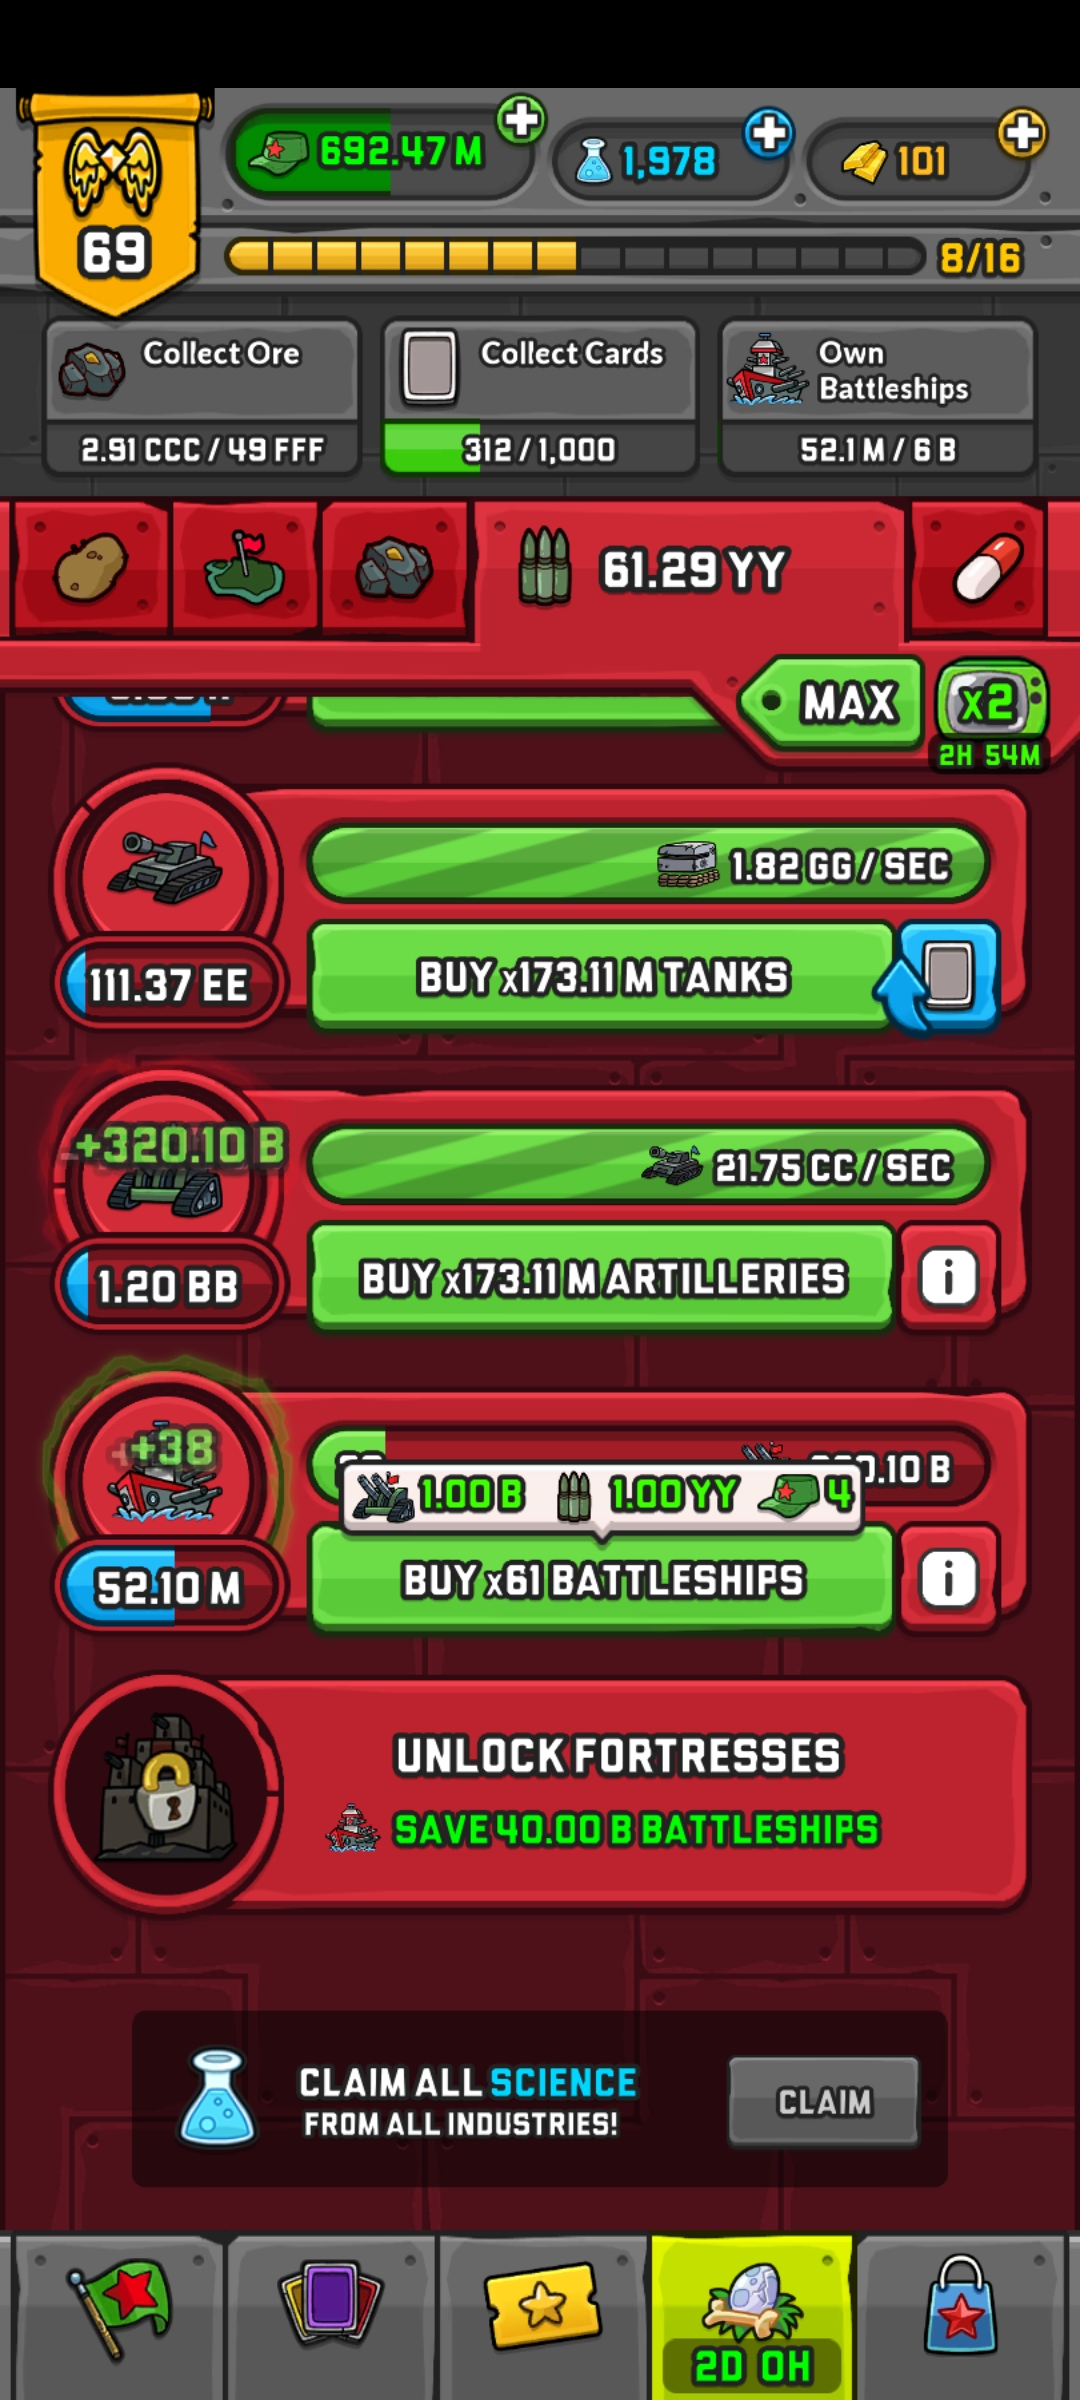 692.47 M
1,978
101
69
8/16
Collect Ore
2.91 CCC / 49 FFF
Collect Cards
312 / 1,000
Own
Battleships
52.1 M / 6 B
61.29 YY
MAX
x2
2H 54M
1.82 GG / SEC
111.37 EE
BUY x173.11 M TANKS
+320.10 B
21.75 CC / SEC
1.20 BB
BUY x173.11 M ARTILLERIES
i
+38
1.00 B
1.00 YY
4
52.10 M
BUY x61 BATTLESHIPS
i
UNLOCK FORTRESSES
SAVE 40.00 B BATTLESHIPS
CLAIM ALL SCIENCE
FROM ALL INDUSTRIES!
CLAIM
2D 0H